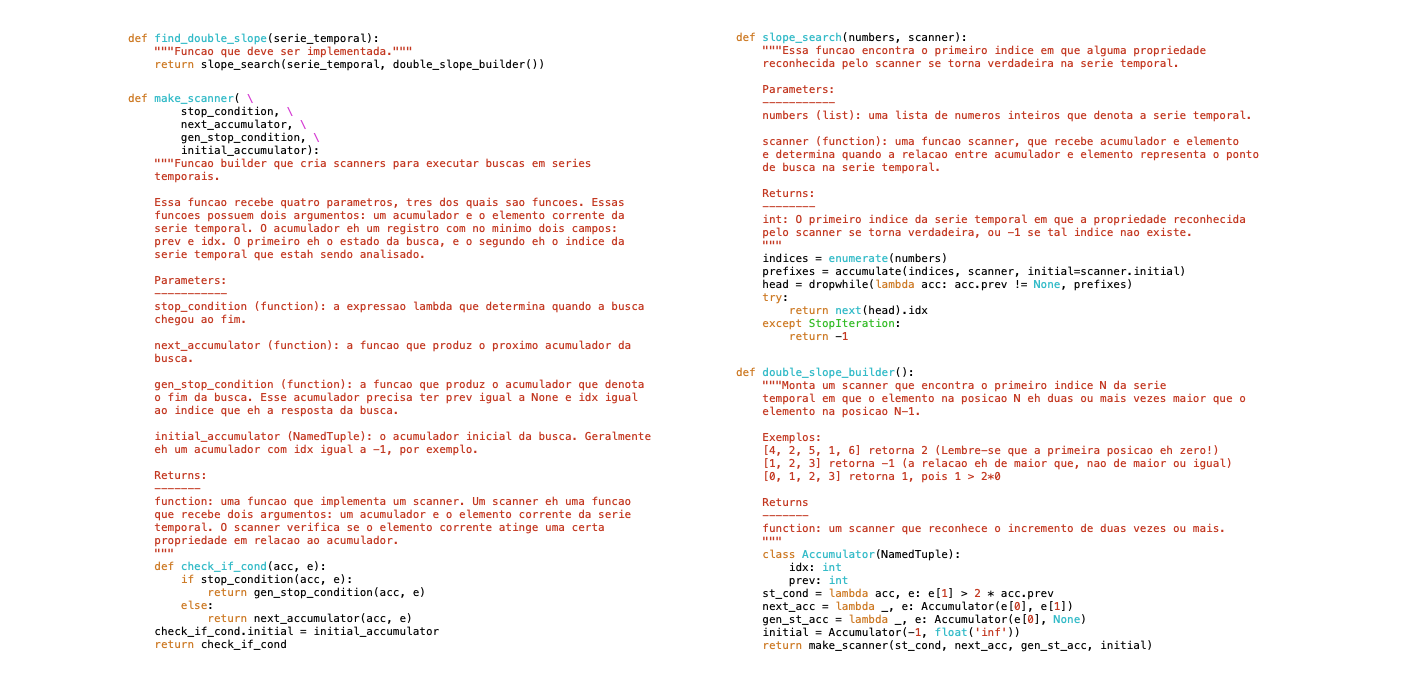 def find_double_slope(serie_temporal):
    """Funcao que deve ser implementada."""
    return slope_search(serie_temporal, double_slope_builder())
def make_scanner( \
        stop_condition, \
        next_accumulator, \
        gen_stop_condition, \
        initial_accumulator):
    """Funcao builder que cria scanners para executar buscas em series
    temporais.
    Essa funcao recebe quatro parametros, tres dos quais sao funcoes. Essas
    funcoes possuem dois argumentos: um acumulador e o elemento corrente da
    serie temporal. O acumulador eh um registro com no minimo dois campos:
    prev e idx. O primeiro eh o estado da busca, e o segundo eh o indice da
    serie temporal que estah sendo analisado.
    Parameters:
    -----------
    stop_condition (function): a expressao lambda que determina quando a busca
    chegou ao fim.
    next_accumulator (function): a funcao que produz o proximo acumulador da
    busca.
    gen_stop_condition (function): a funcao que produz o acumulador que denota
    o fim da busca. Esse acumulador precisa ter prev igual a None e idx igual
    ao indice que eh a resposta da busca.
    initial_accumulator (NamedTuple): o acumulador inicial da busca. Geralmente
    eh um acumulador com idx igual a -1, por exemplo.
    Returns:
    -------
    function: uma funcao que implementa um scanner. Um scanner eh uma funcao
    que recebe dois argumentos: um acumulador e o elemento corrente da serie
    temporal. O scanner verifica se o elemento corrente atinge uma certa
    propriedade em relacao ao acumulador.
    """
    def check_if_cond(acc, e):
        if stop_condition(acc, e):
            return gen_stop_condition(acc, e)
        else:
            return next_accumulator(acc, e)
    check_if_cond.initial = initial_accumulator
    return check_if_cond
def slope_search(numbers, scanner):
    """Essa funcao encontra o primeiro indice em que alguma propriedade
    reconhecida pelo scanner se torna verdadeira na serie temporal.
    Parameters:
    -----------
    numbers (list): uma lista de numeros inteiros que denota a serie temporal.
    scanner (function): uma funcao scanner, que recebe acumulador e elemento
    e determina quando a relacao entre acumulador e elemento representa o ponto
    de busca na serie temporal.
    Returns:
    --------
    int: O primeiro indice da serie temporal em que a propriedade reconhecida
    pelo scanner se torna verdadeira, ou -1 se tal indice nao existe.
    """
    indices = enumerate(numbers)
    prefixes = accumulate(indices, scanner, initial=scanner.initial)
    head = dropwhile(lambda acc: acc.prev != None, prefixes)
    try:
        return next(head).idx
    except StopIteration:
        return -1
def double_slope_builder():
    """Monta um scanner que encontra o primeiro indice N da serie
    temporal em que o elemento na posicao N eh duas ou mais vezes maior que o
    elemento na posicao N-1.
    Exemplos:
    [4, 2, 5, 1, 6] retorna 2 (Lembre-se que a primeira posicao eh zero!)
    [1, 2, 3] retorna -1 (a relacao eh de maior que, nao de maior ou igual)
    [0, 1, 2, 3] retorna 1, pois 1 > 2*0
    Returns
    -------
    function: um scanner que reconhece o incremento de duas vezes ou mais.
    """
    class Accumulator(NamedTuple):
        idx: int
        prev: int
    st_cond = lambda acc, e: e[1] > 2 * acc.prev
    next_acc = lambda _, e: Accumulator(e[0], e[1])
    gen_st_acc = lambda _, e: Accumulator(e[0], None)
    initial = Accumulator(-1, float('inf'))
    return make_scanner(st_cond, next_acc, gen_st_acc, initial)